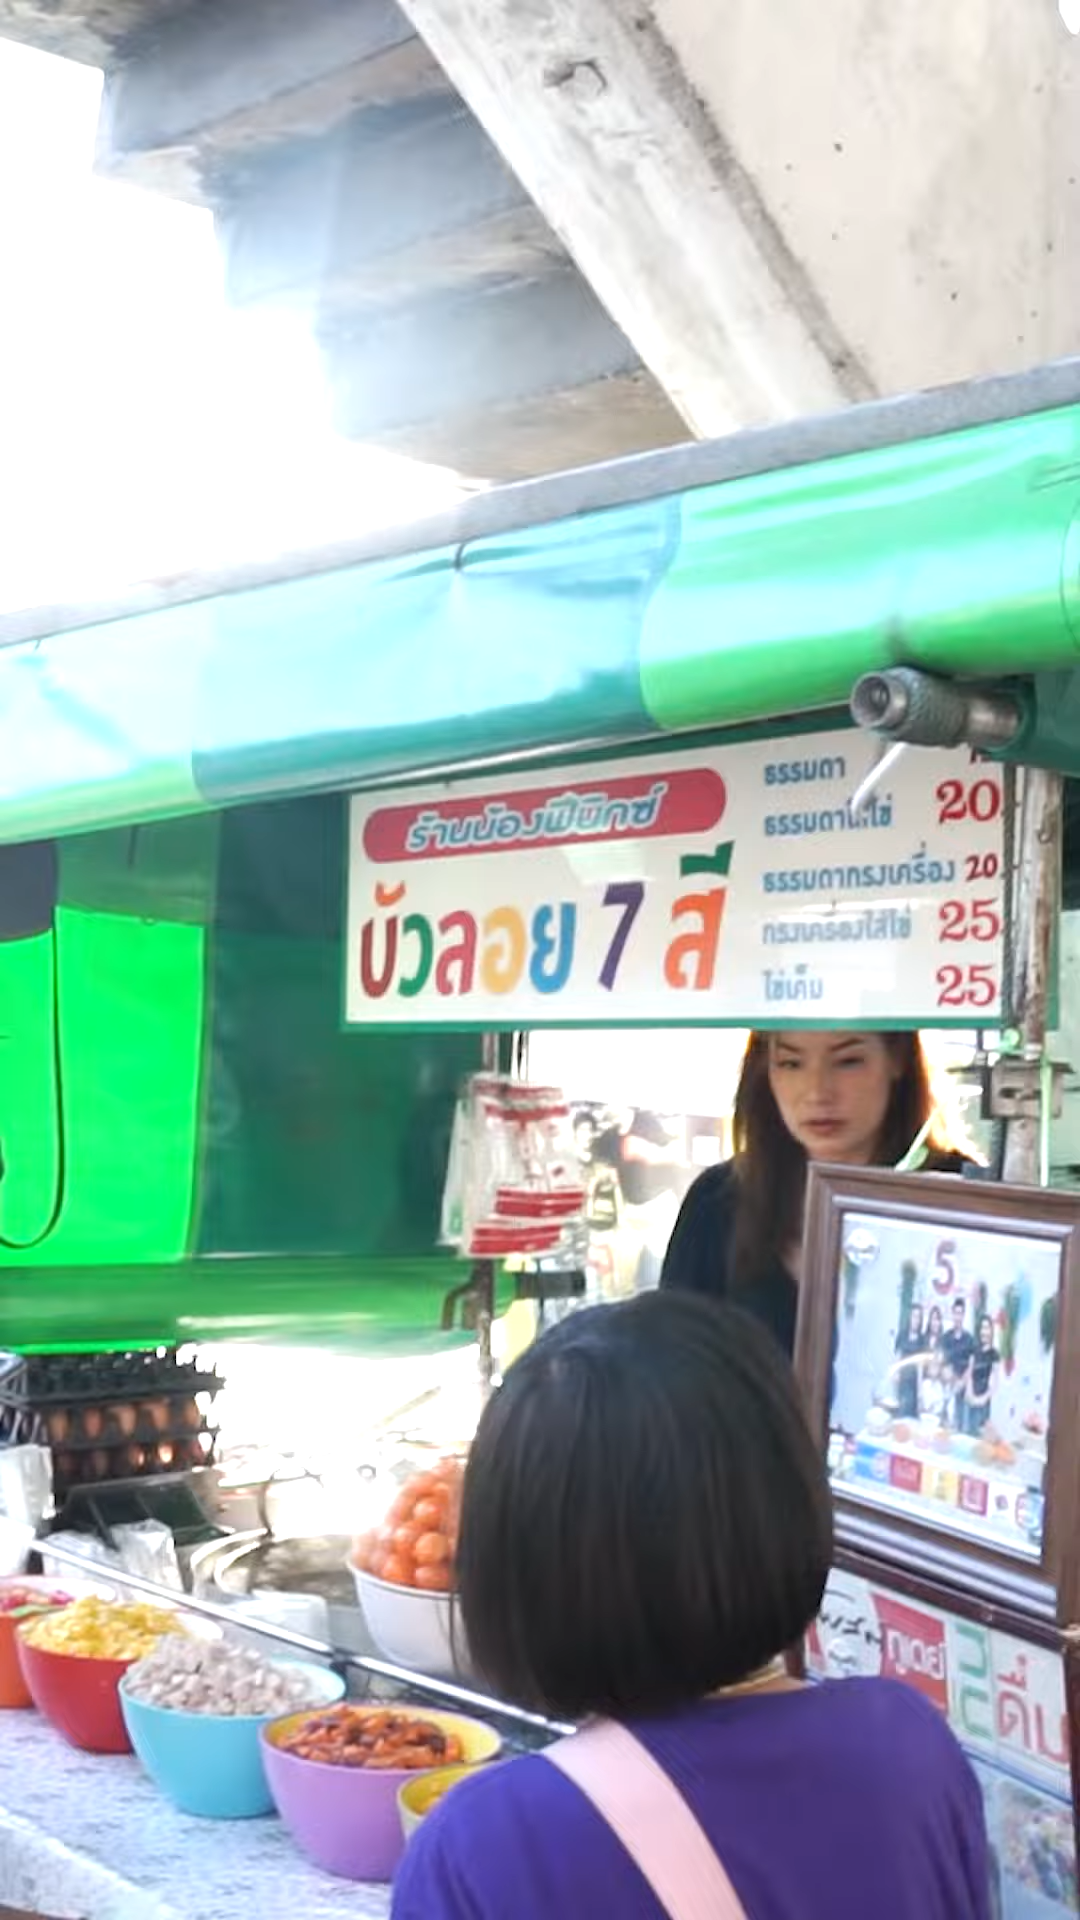 ร้านน้องฟีนิกซ์
บัวลอย 7 สี
ธรรมดา
ธรรมดาใส่ไข่ 20
ธรรมดาทรงเครื่อง 20
ทรงเครื่องใส่ไข่ 25
ไข่เค็ม 25
5